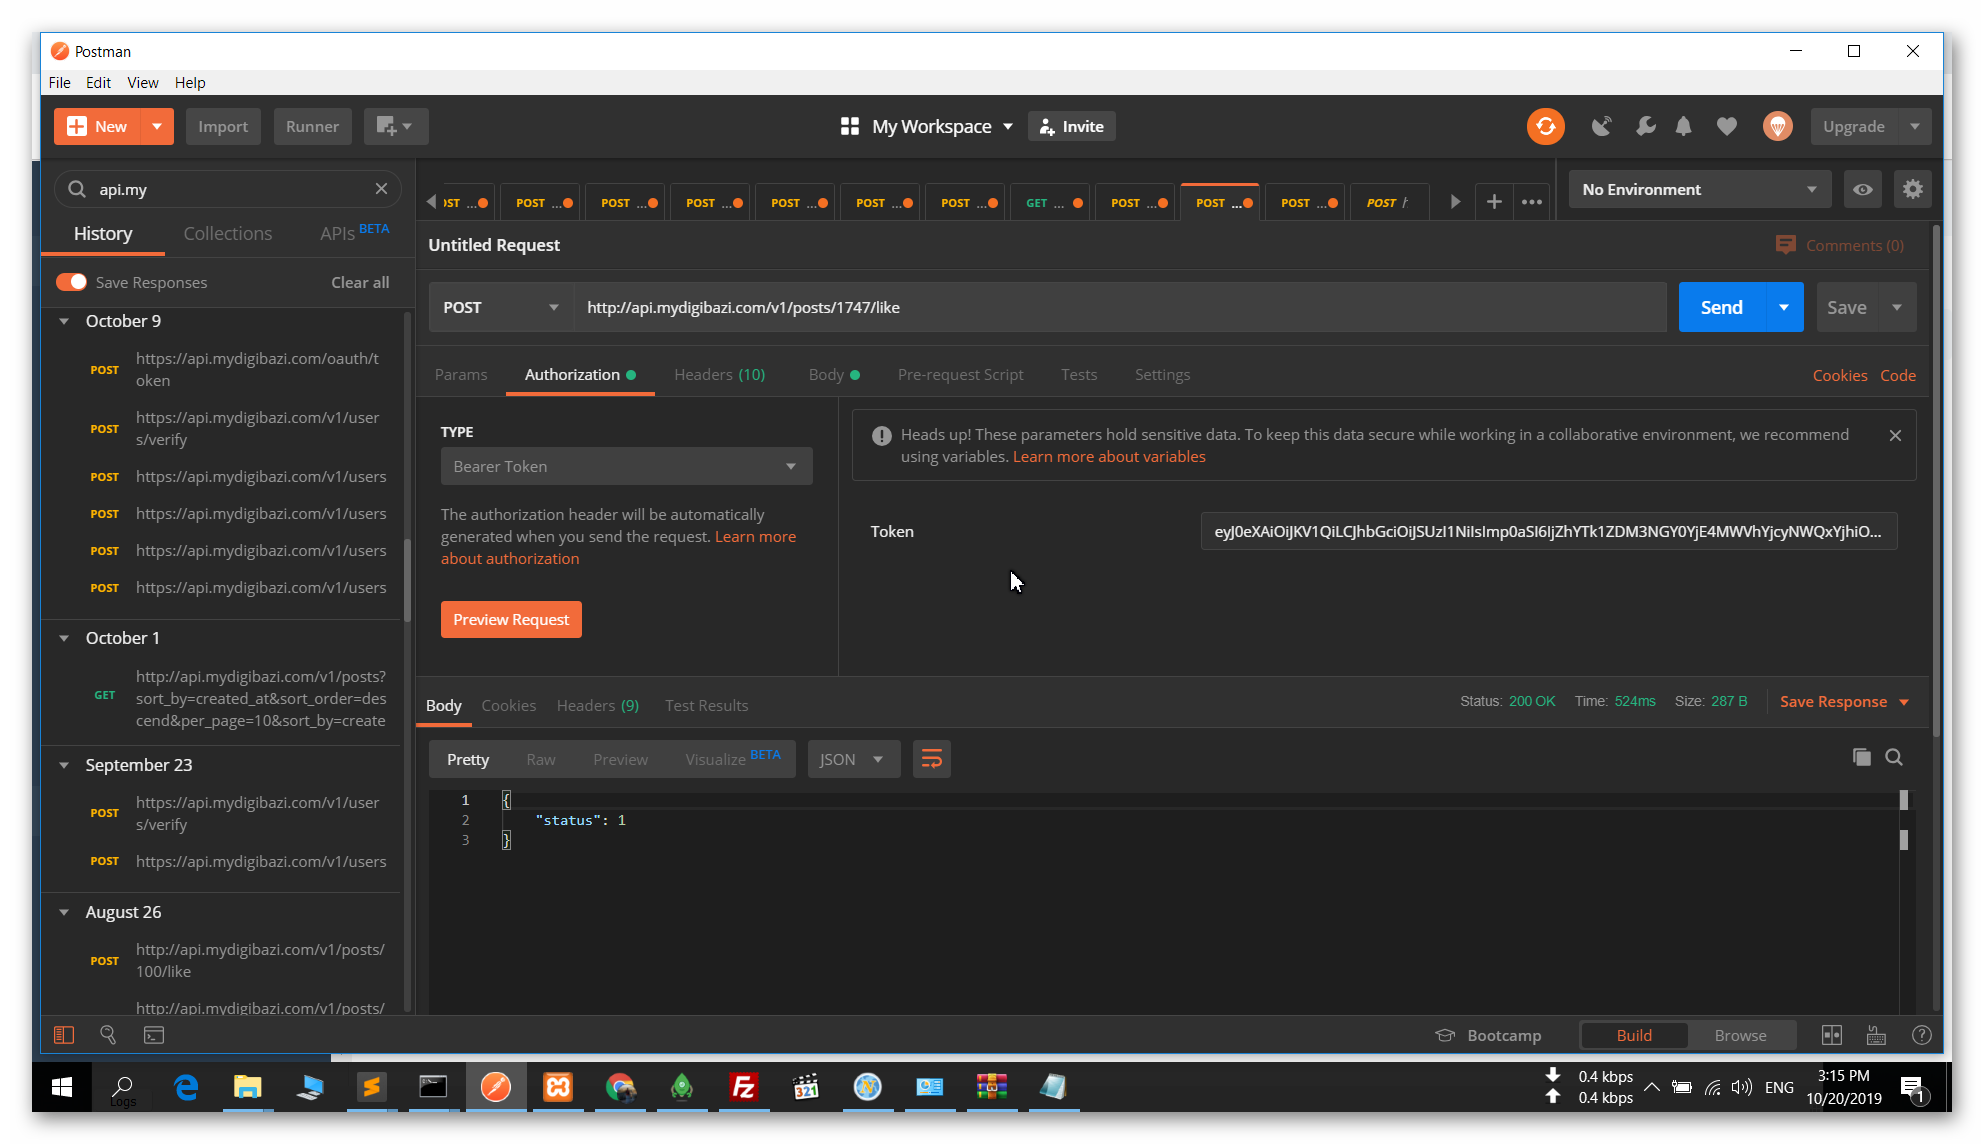 Postman
File Edit View Help
New Import Runner My Workspace Invite Upgrade
api.my
POST ... POST ... POST ... POST ... POST ... POST ... GET ... POST ... POST ... POST ... POST
No Environment
History Collections APIs BETA
Save Responses Clear all
October 9
POST https://api.mydigibazi.com/oauth/t
oken
POST https://api.mydigibazi.com/v1/user
s/verify
POST https://api.mydigibazi.com/v1/users
POST https://api.mydigibazi.com/v1/users
POST https://api.mydigibazi.com/v1/users
POST https://api.mydigibazi.com/v1/users
October 1
GET http://api.mydigibazi.com/v1/posts?
sort_by=created_at&sort_order=des
cend&per_page=10&sort_by=create
September 23
POST https://api.mydigibazi.com/v1/user
s/verify
POST https://api.mydigibazi.com/v1/users
August 26
POST http://api.mydigibazi.com/v1/posts/
100/like
http://api.mydigibazi.com/v1/posts/
Untitled Request
Comments (0)
POST http://api.mydigibazi.com/v1/posts/1747/like
Send Save
Params Authorization Headers (10) Body Pre-request Script Tests Settings
Cookies Code
TYPE
Bearer Token
The authorization header will be automatically
generated when you send the request. Learn more
about authorization
Preview Request
Heads up! These parameters hold sensitive data. To keep this data secure while working in a collaborative environment, we recommend
using variables. Learn more about variables
Token
eyJ0eXAiOiJKV1QiLCJhbGciOiJSUzI1NiIsImp0aSI6IjZhYTk1ZDM3NGY0YjE4MWVhYjcyNWQxYjhiO...
Body Cookies Headers (9) Test Results
Status: 200 OK Time: 524ms Size: 287 B Save Response
Pretty Raw Preview Visualize BETA JSON
1 {
2 "status": 1
3 }
Bootcamp Build Browse
Logs
0.4 kbps
0.4 kbps
ENG
3:15 PM
10/20/2019
1